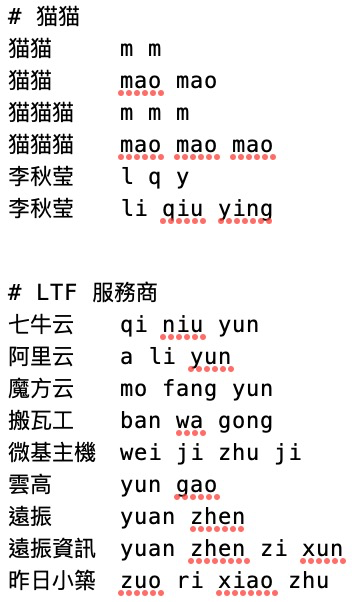 # 猫猫
猫猫 m m
猫猫 mao mao
猫猫猫 m m m
猫猫猫 mao mao mao
李秋莹 l q y
李秋莹 li qiu ying
# LTF 服務商
七牛云 qi niu yun
阿里云 a li yun
魔方云 mo fang yun
搬瓦工 ban wa gong
微基主機 wei ji zhu ji
雲高 yun gao
遠振 yuan zhen
遠振資訊 yuan zhen zi xun
昨日小築 zuo ri xiao zhu